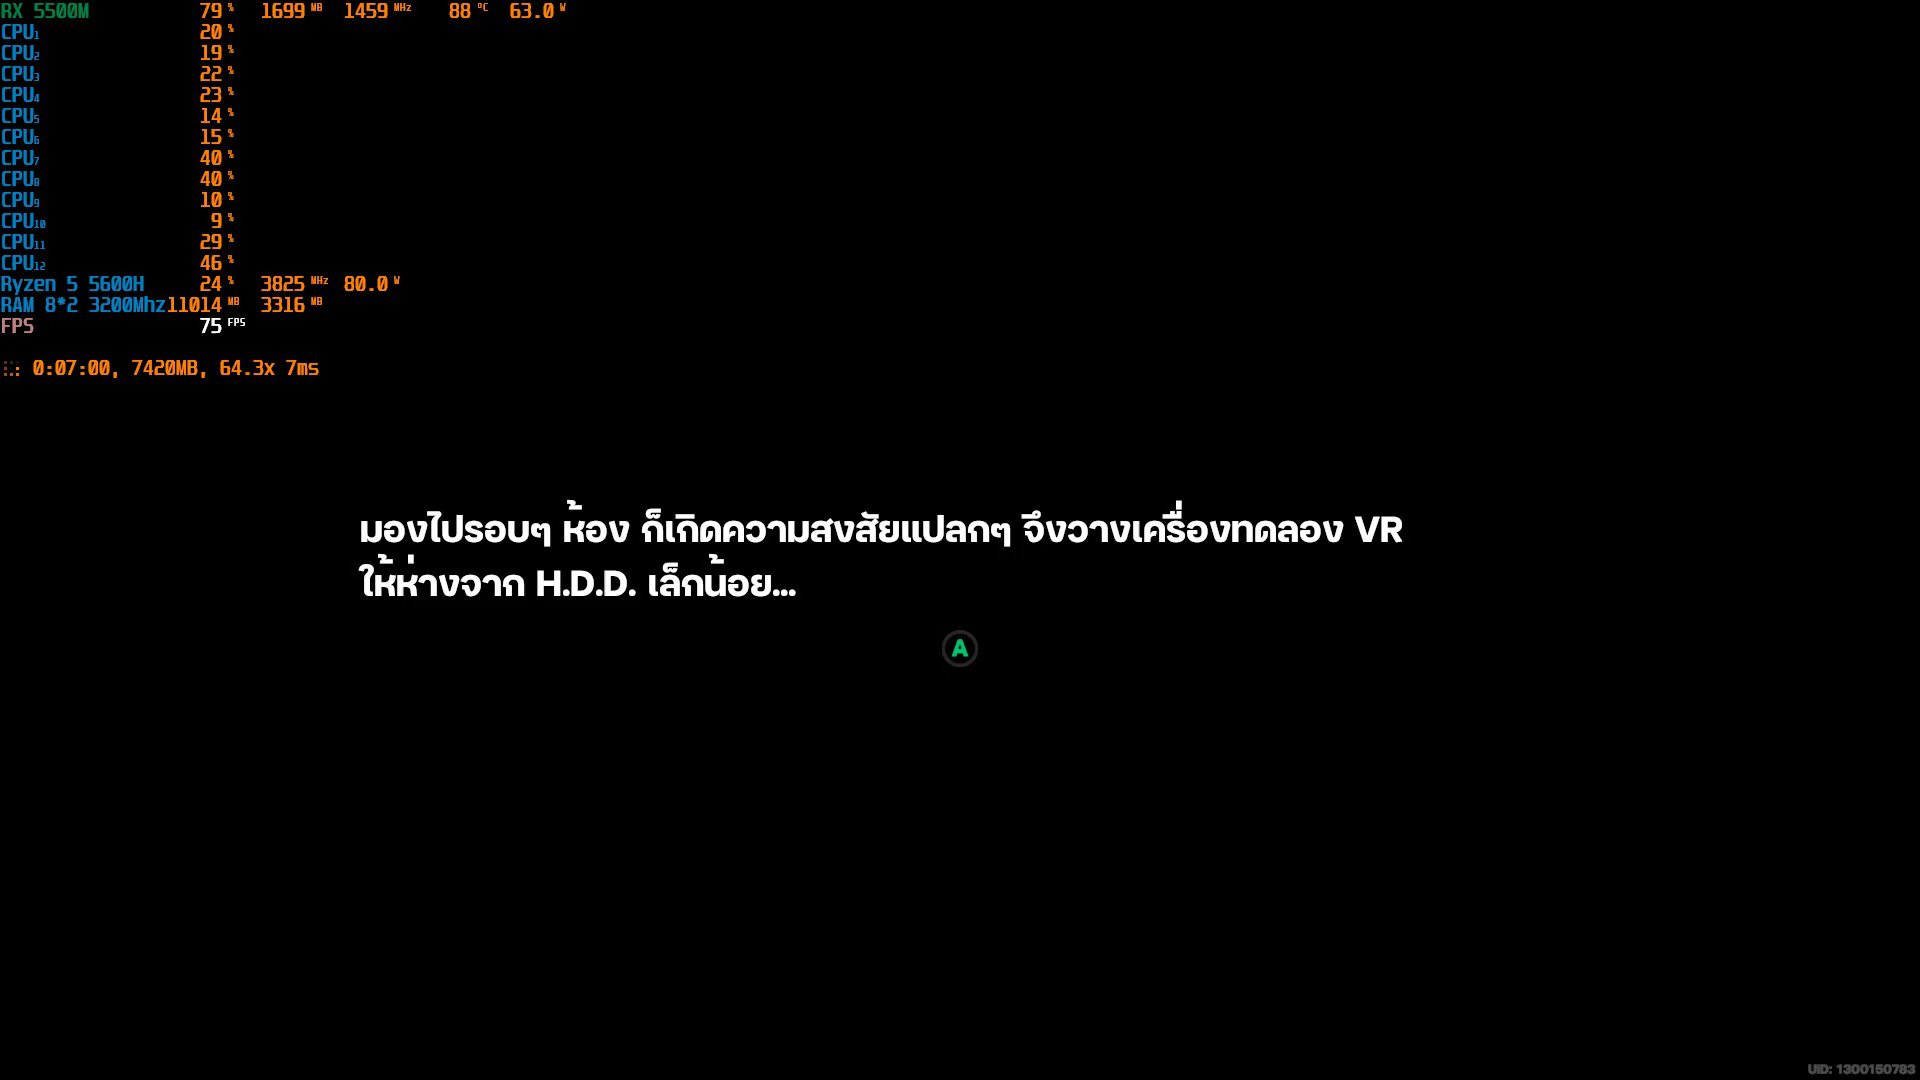 RX 5500M 79 % 1699 MB 1459 MHz 88 °C 63.0 W
CPU1 20 %
CPU2 19 %
CPU3 22 %
CPU4 23 %
CPU5 14 %
CPU6 15 %
CPU7 40 %
CPU8 40 %
CPU9 10 %
CPU10 9 %
CPU11 29 %
CPU12 46 %
Ryzen 5 5600H 24 % 3825 MHz 80.0 W
RAM 8*2 3200Mhz 11014 MB 3316 MB
FPS 75 FPS
0:07:00, 7420MB, 64.3x 7ms
มองไปรอบๆ ห้อง ก็เกิดความสงสัยแปลกๆ จึงวางเครื่องทดลอง VR
ให้ห่างจาก H.D.D. เล็กน้อย...
A
UID: 1300150783